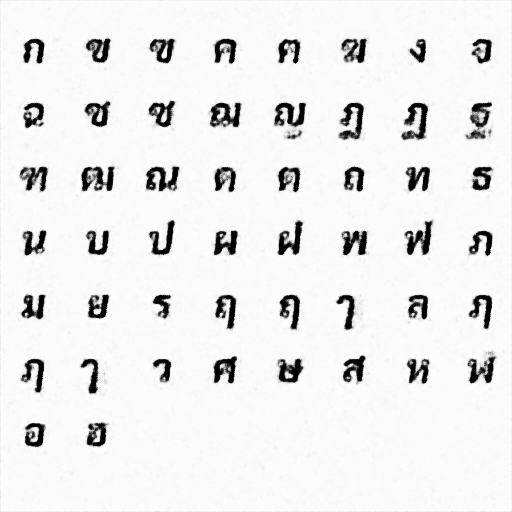 ก ข ฃ ค ฅ ฆ ง จ
ฉ ช ซ ฌ ญ ฎ ฏ ฐ
ฑ ฒ ณ ด ต ถ ท ธ
น บ ป ผ ฝ พ ฟ ภ
ม ย ร ฤ ฤ ๅ ล ฦ
ฦ ๅ ว ศ ษ ส ห ฬ
อ ฮ